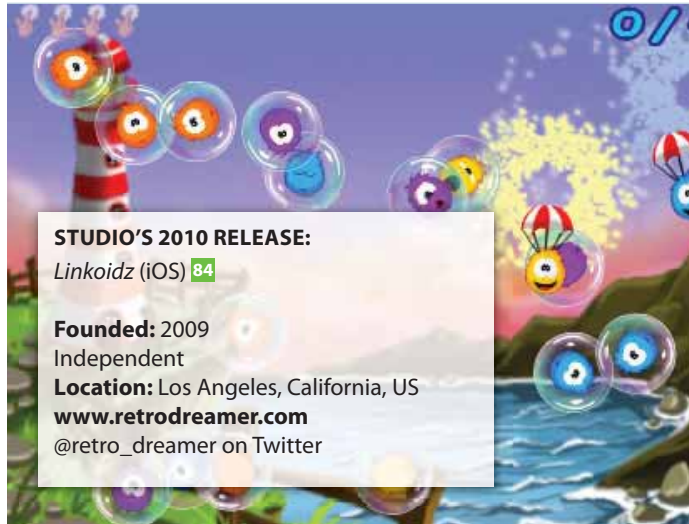 0/
STUDIO'S 2010 RELEASE:
Linkoidz (iOS) 84
Founded: 2009
Independent
Location: Los Angeles, California, US
www.retrodreamer.com
@retro_dreamer on Twitter